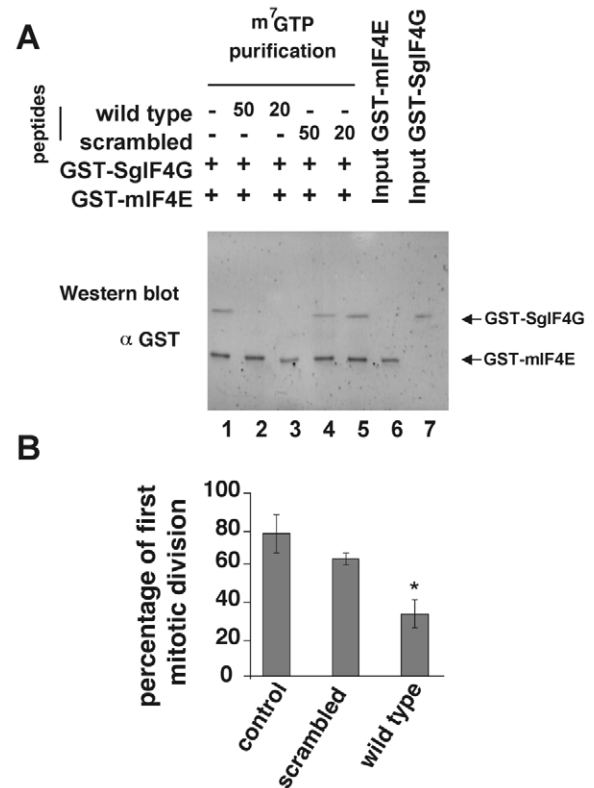 A
m7GTP
purification
Input GST-mIF4E
Input GST-SgIF4G
peptides
wild type - 50 20 - -
scrambled - - - 50 20
GST-SgIF4G + + + + +
GST-mIF4E + + + + +
Western blot
α GST
GST-SgIF4G
GST-mIF4E
1 2 3 4 5 6 7
B
percentage of first
mitotic division
100
80
60
40
20
0
*
control
scrambled
wild type